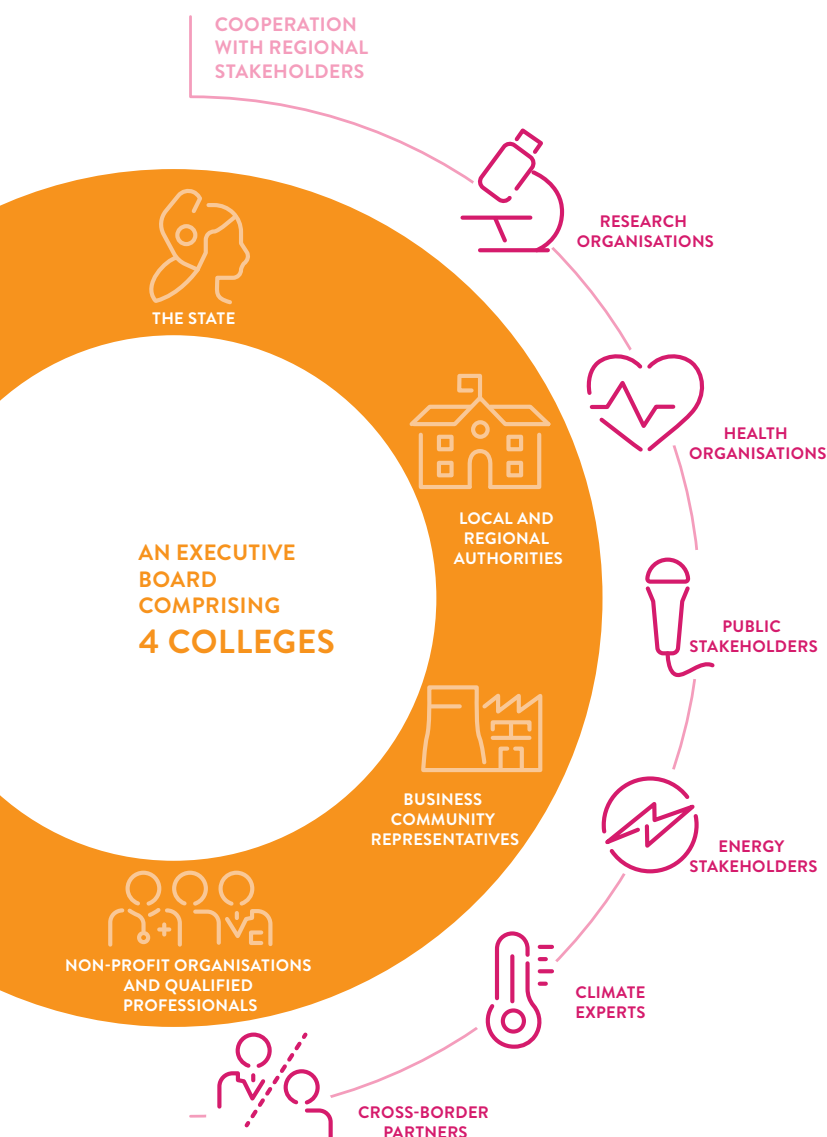 COOPERATION
WITH REGIONAL
STAKEHOLDERS
RESEARCH
ORGANISATIONS
THE STATE
HEALTH
ORGANISATIONS
LOCAL AND
REGIONAL
AUTHORITIES
AN EXECUTIVE
BOARD
COMPRISING
4 COLLEGES
PUBLIC
STAKEHOLDERS
BUSINESS
COMMUNITY
REPRESENTATIVES
ENERGY
STAKEHOLDERS
NON-PROFIT ORGANISATIONS
AND QUALIFIED
PROFESSIONALS
CLIMATE
EXPERTS
CROSS-BORDER
PARTNERS